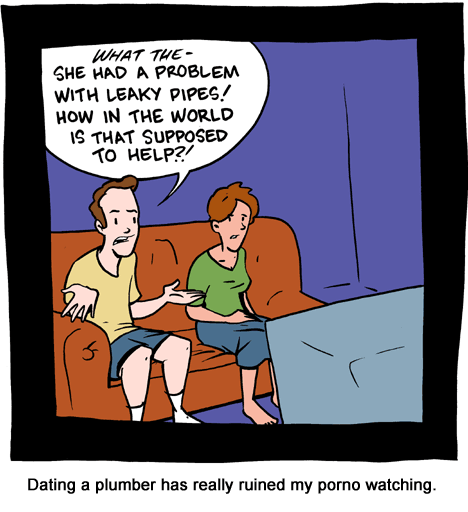 WHAT THE-
SHE HAD A PROBLEM
WITH LEAKY PIPES!
HOW IN THE WORLD
IS THAT SUPPOSED
TO HELP?!
Dating a plumber has really ruined my porno watching.